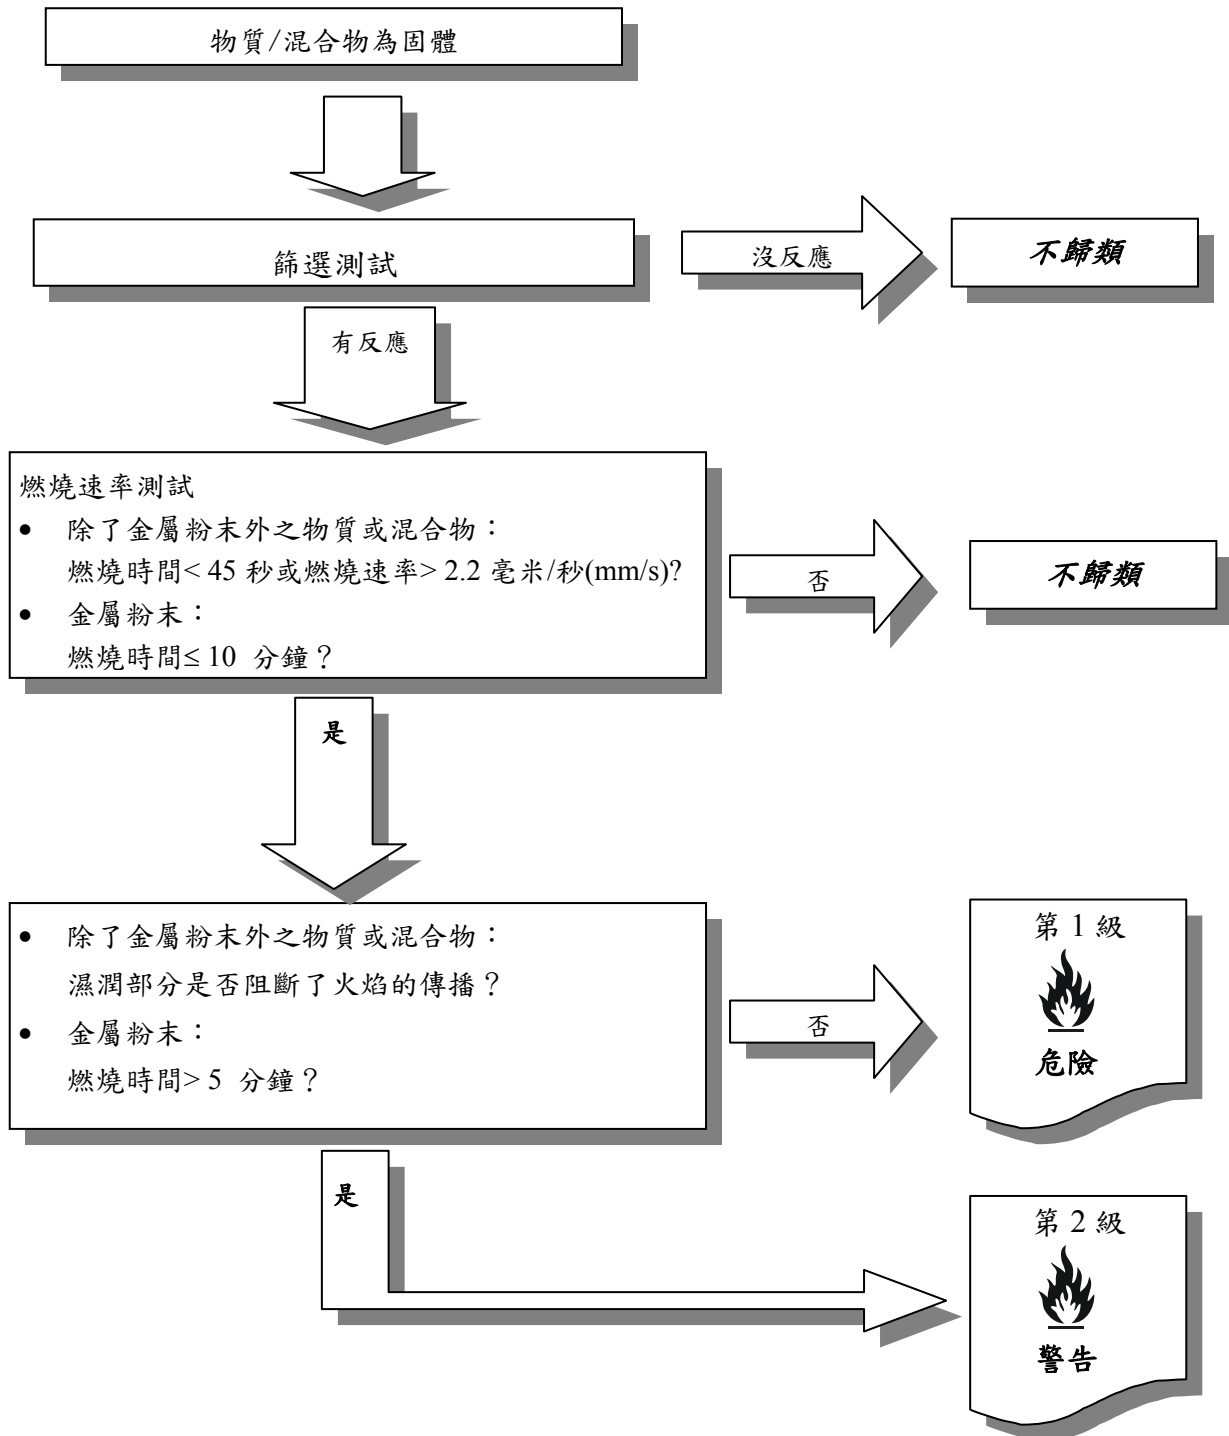 物質/混合物為固體
篩選測試
沒反應
不歸類
有反應
燃燒速率測試
• 除了金屬粉末外之物質或混合物：
燃燒時間< 45 秒或燃燒速率> 2.2 毫米/秒(mm/s)?
• 金屬粉末：
燃燒時間≤ 10 分鐘？
否
不歸類
是
• 除了金屬粉末外之物質或混合物：
濕潤部分是否阻斷了火焰的傳播？
• 金屬粉末：
燃燒時間> 5 分鐘？
否
第 1 級
危險
是
第 2 級
警告